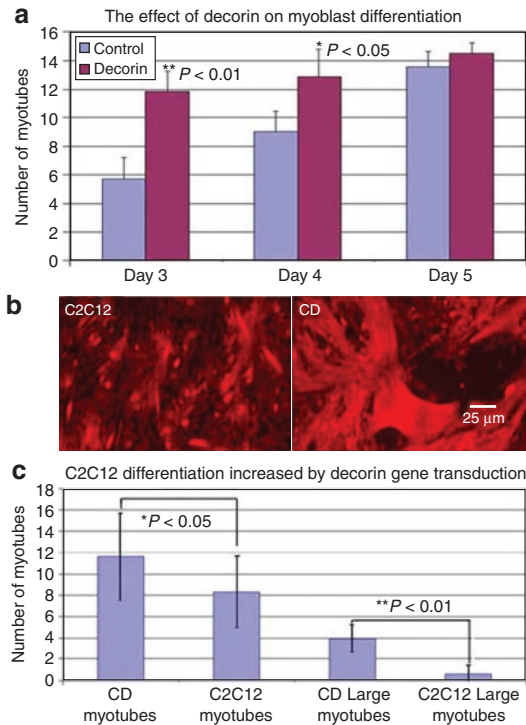 a
The effect of decorin on myoblast differentiation
Number of myotubes
16
14
12
10
8
6
4
2
0
Control
Decorin
** P < 0.01
* P < 0.05
Day 3
Day 4
Day 5
b
C2C12
CD
25 μm
c
C2C12 differentiation increased by decorin gene transduction
Number of myotubes
18
16
14
12
10
8
6
4
2
0
*P < 0.05
**P < 0.01
CD
myotubes
C2C12
myotubes
CD Large
myotubes
C2C12 Large
myotubes